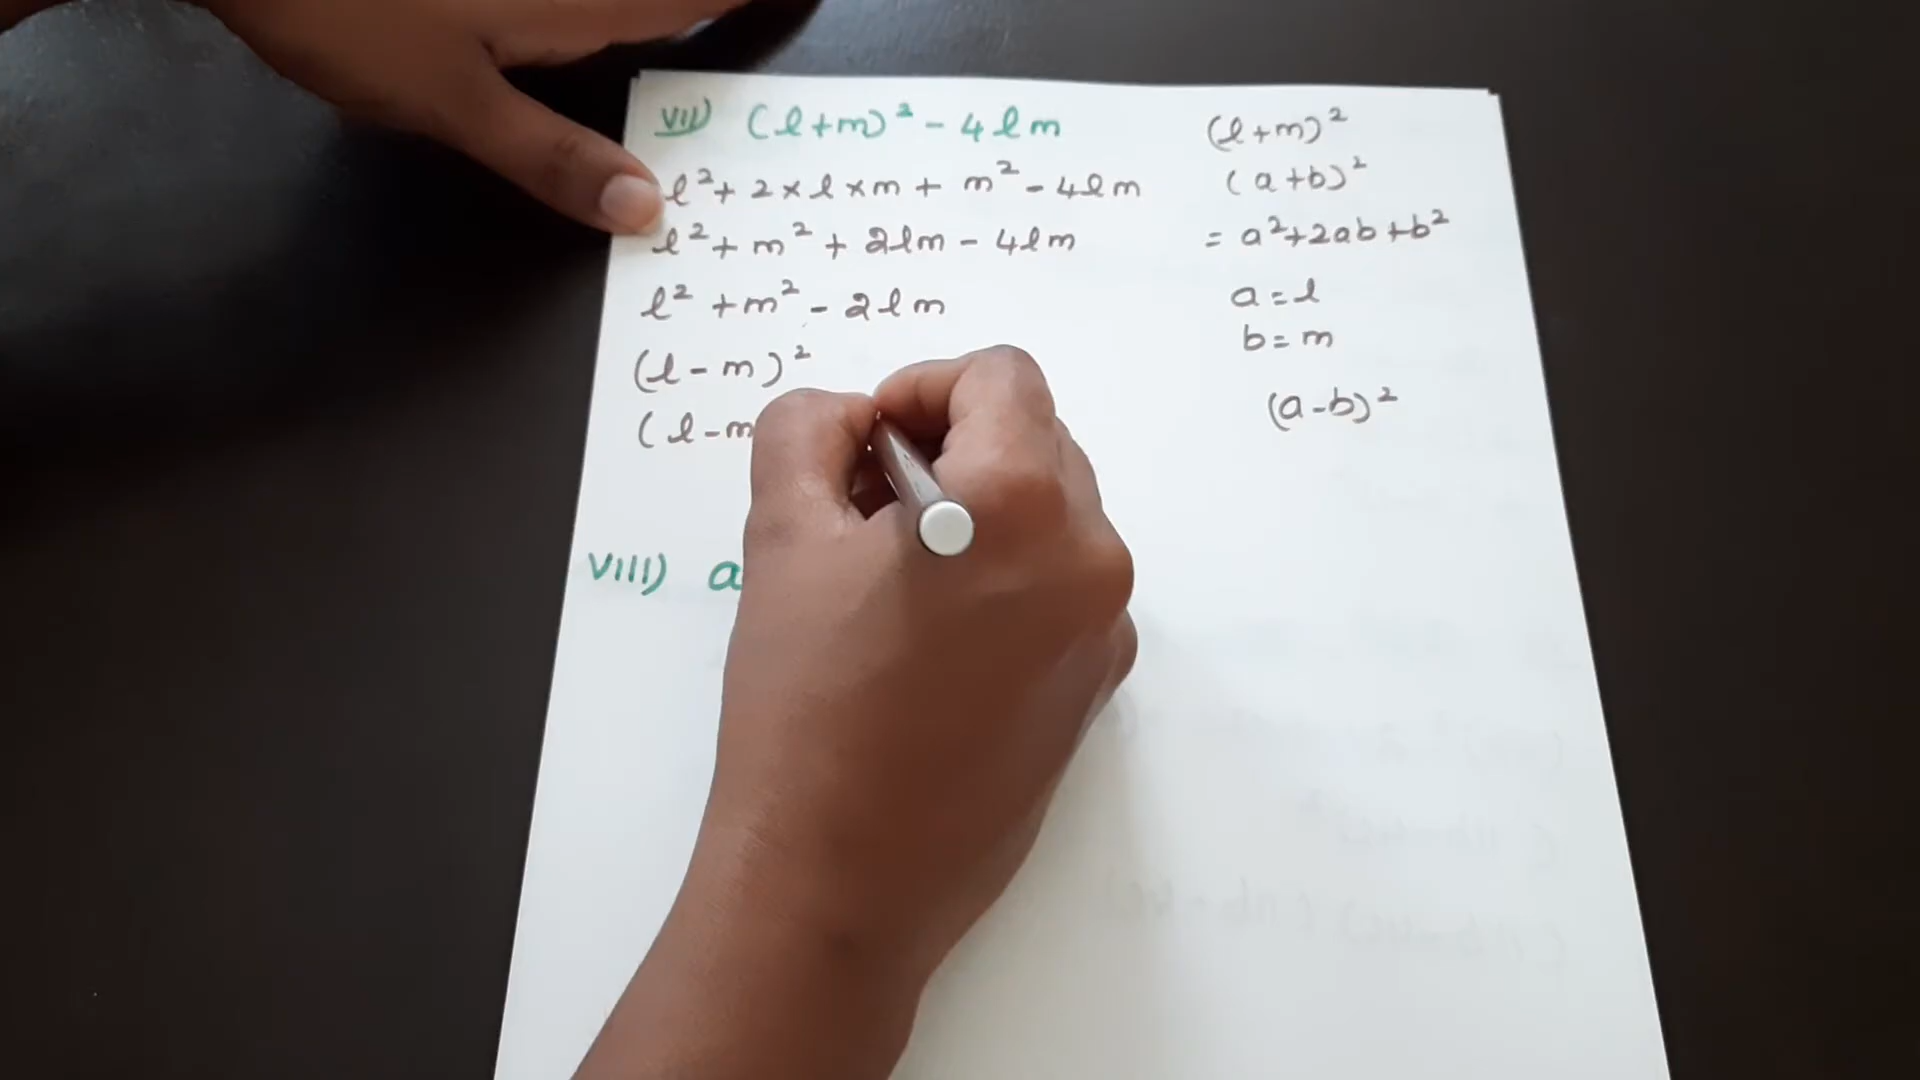 VII) (l+m)² - 4lm
l² + 2 × l × m + m² - 4lm
l² + m² + 2lm - 4lm
l² + m² - 2lm
(l - m)²
(l - m
VIII) a
(l + m)²
(a + b)²
= a² + 2ab + b²
a = l
b = m
(a - b)²